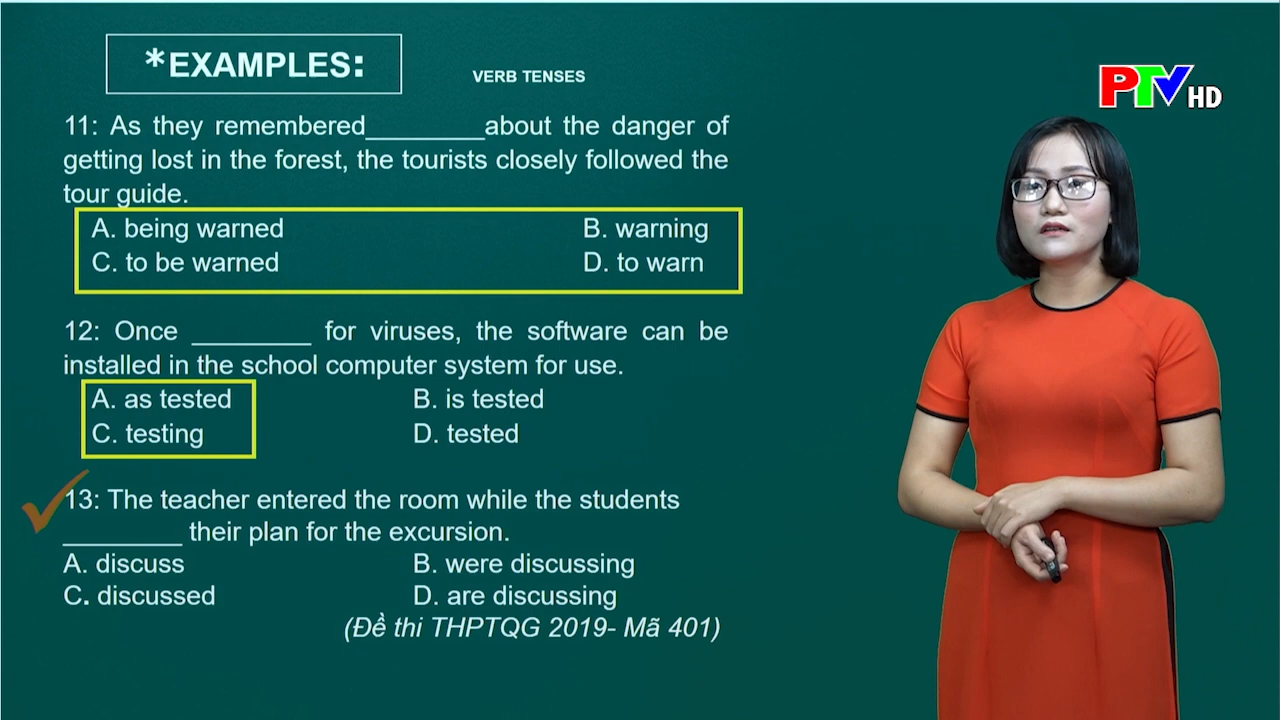 *EXAMPLES:
VERB TENSES
PTV HD
11: As they remembered________about the danger of
getting lost in the forest, the tourists closely followed the
tour guide.
A. being warned B. warning
C. to be warned D. to warn
12: Once ________ for viruses, the software can be
installed in the school computer system for use.
A. as tested B. is tested
C. testing D. tested
13: The teacher entered the room while the students
________ their plan for the excursion.
A. discuss B. were discussing
C. discussed D. are discussing
(Đề thi THPTQG 2019- Mã 401)